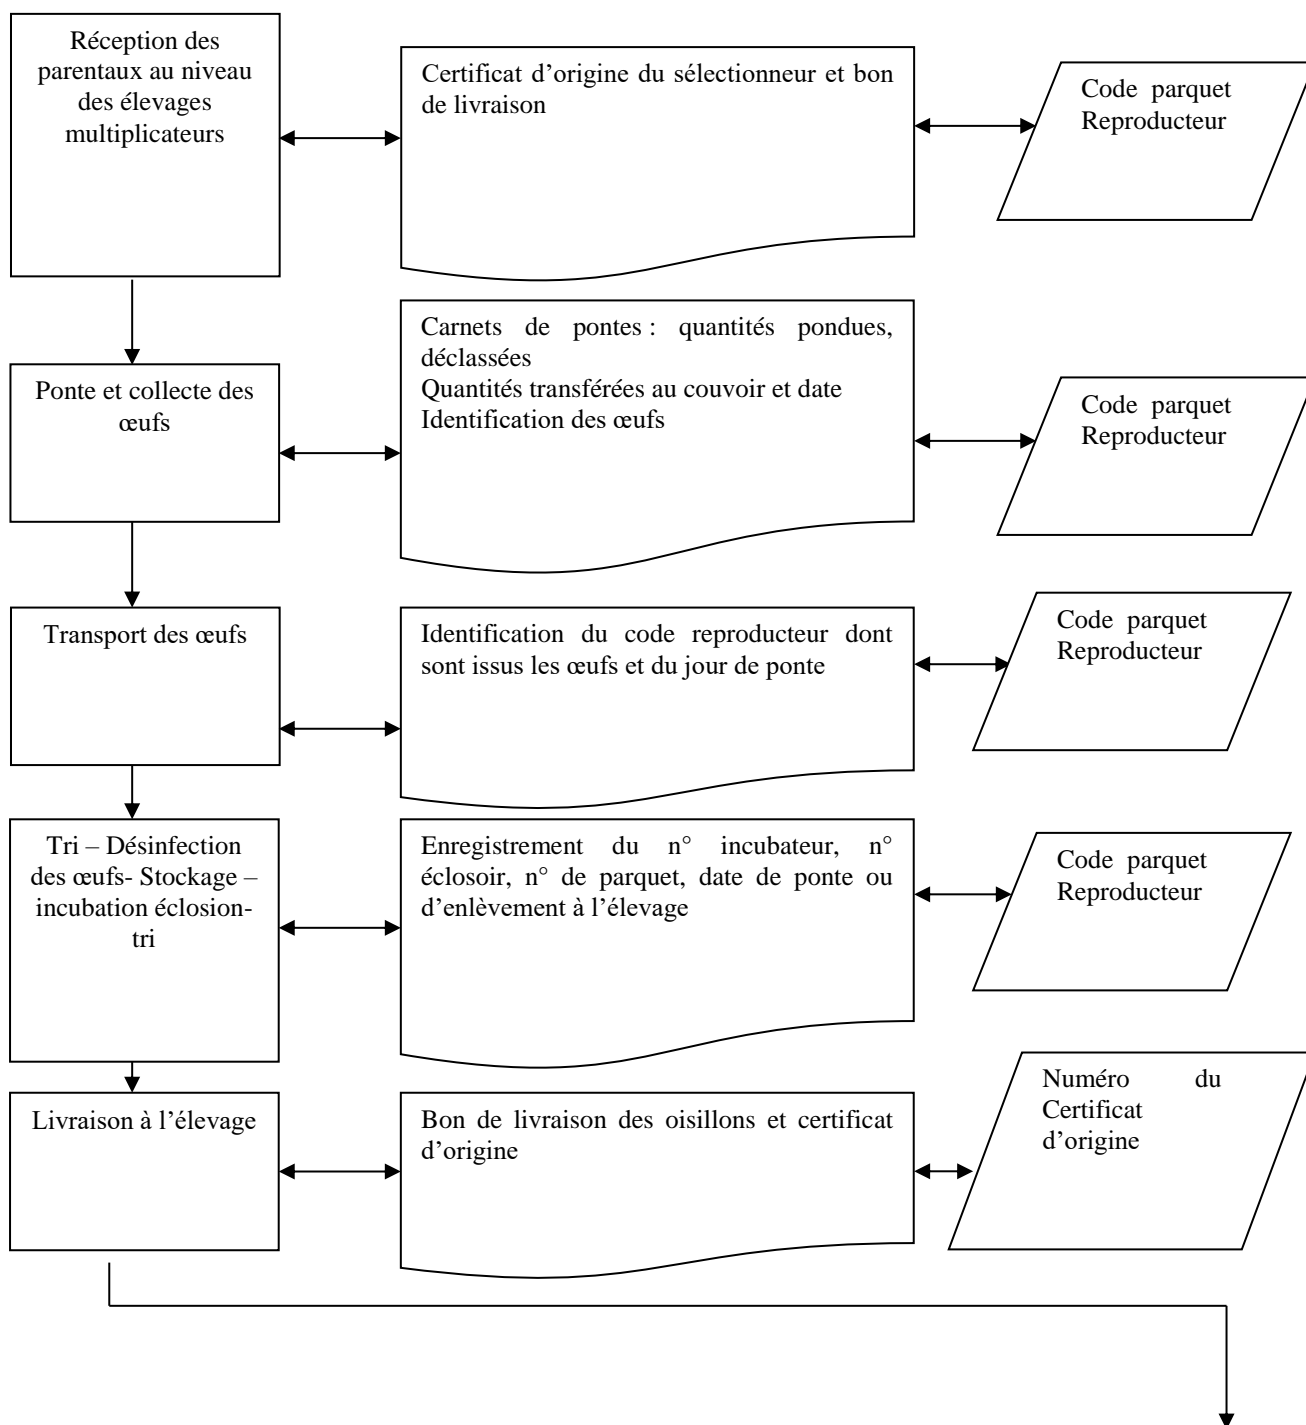 Réception des
parentaux au niveau
des élevages
multiplicateurs
Certificat d’origine du sélectionneur et bon
de livraison
Code parquet
Reproducteur
Ponte et collecte des
œufs
Carnets de pontes : quantités pondues,
déclassées
Quantités transférées au couvoir et date
Identification des œufs
Code parquet
Reproducteur
Transport des œufs
Identification du code reproducteur dont
sont issus les œufs et du jour de ponte
Code parquet
Reproducteur
Tri – Désinfection
des œufs- Stockage –
incubation éclosion-
tri
Enregistrement du n° incubateur, n°
éclosoir, n° de parquet, date de ponte ou
d’enlèvement à l’élevage
Code parquet
Reproducteur
Livraison à l’élevage
Bon de livraison des oisillons et certificat
d’origine
Numéro du
Certificat
d’origine